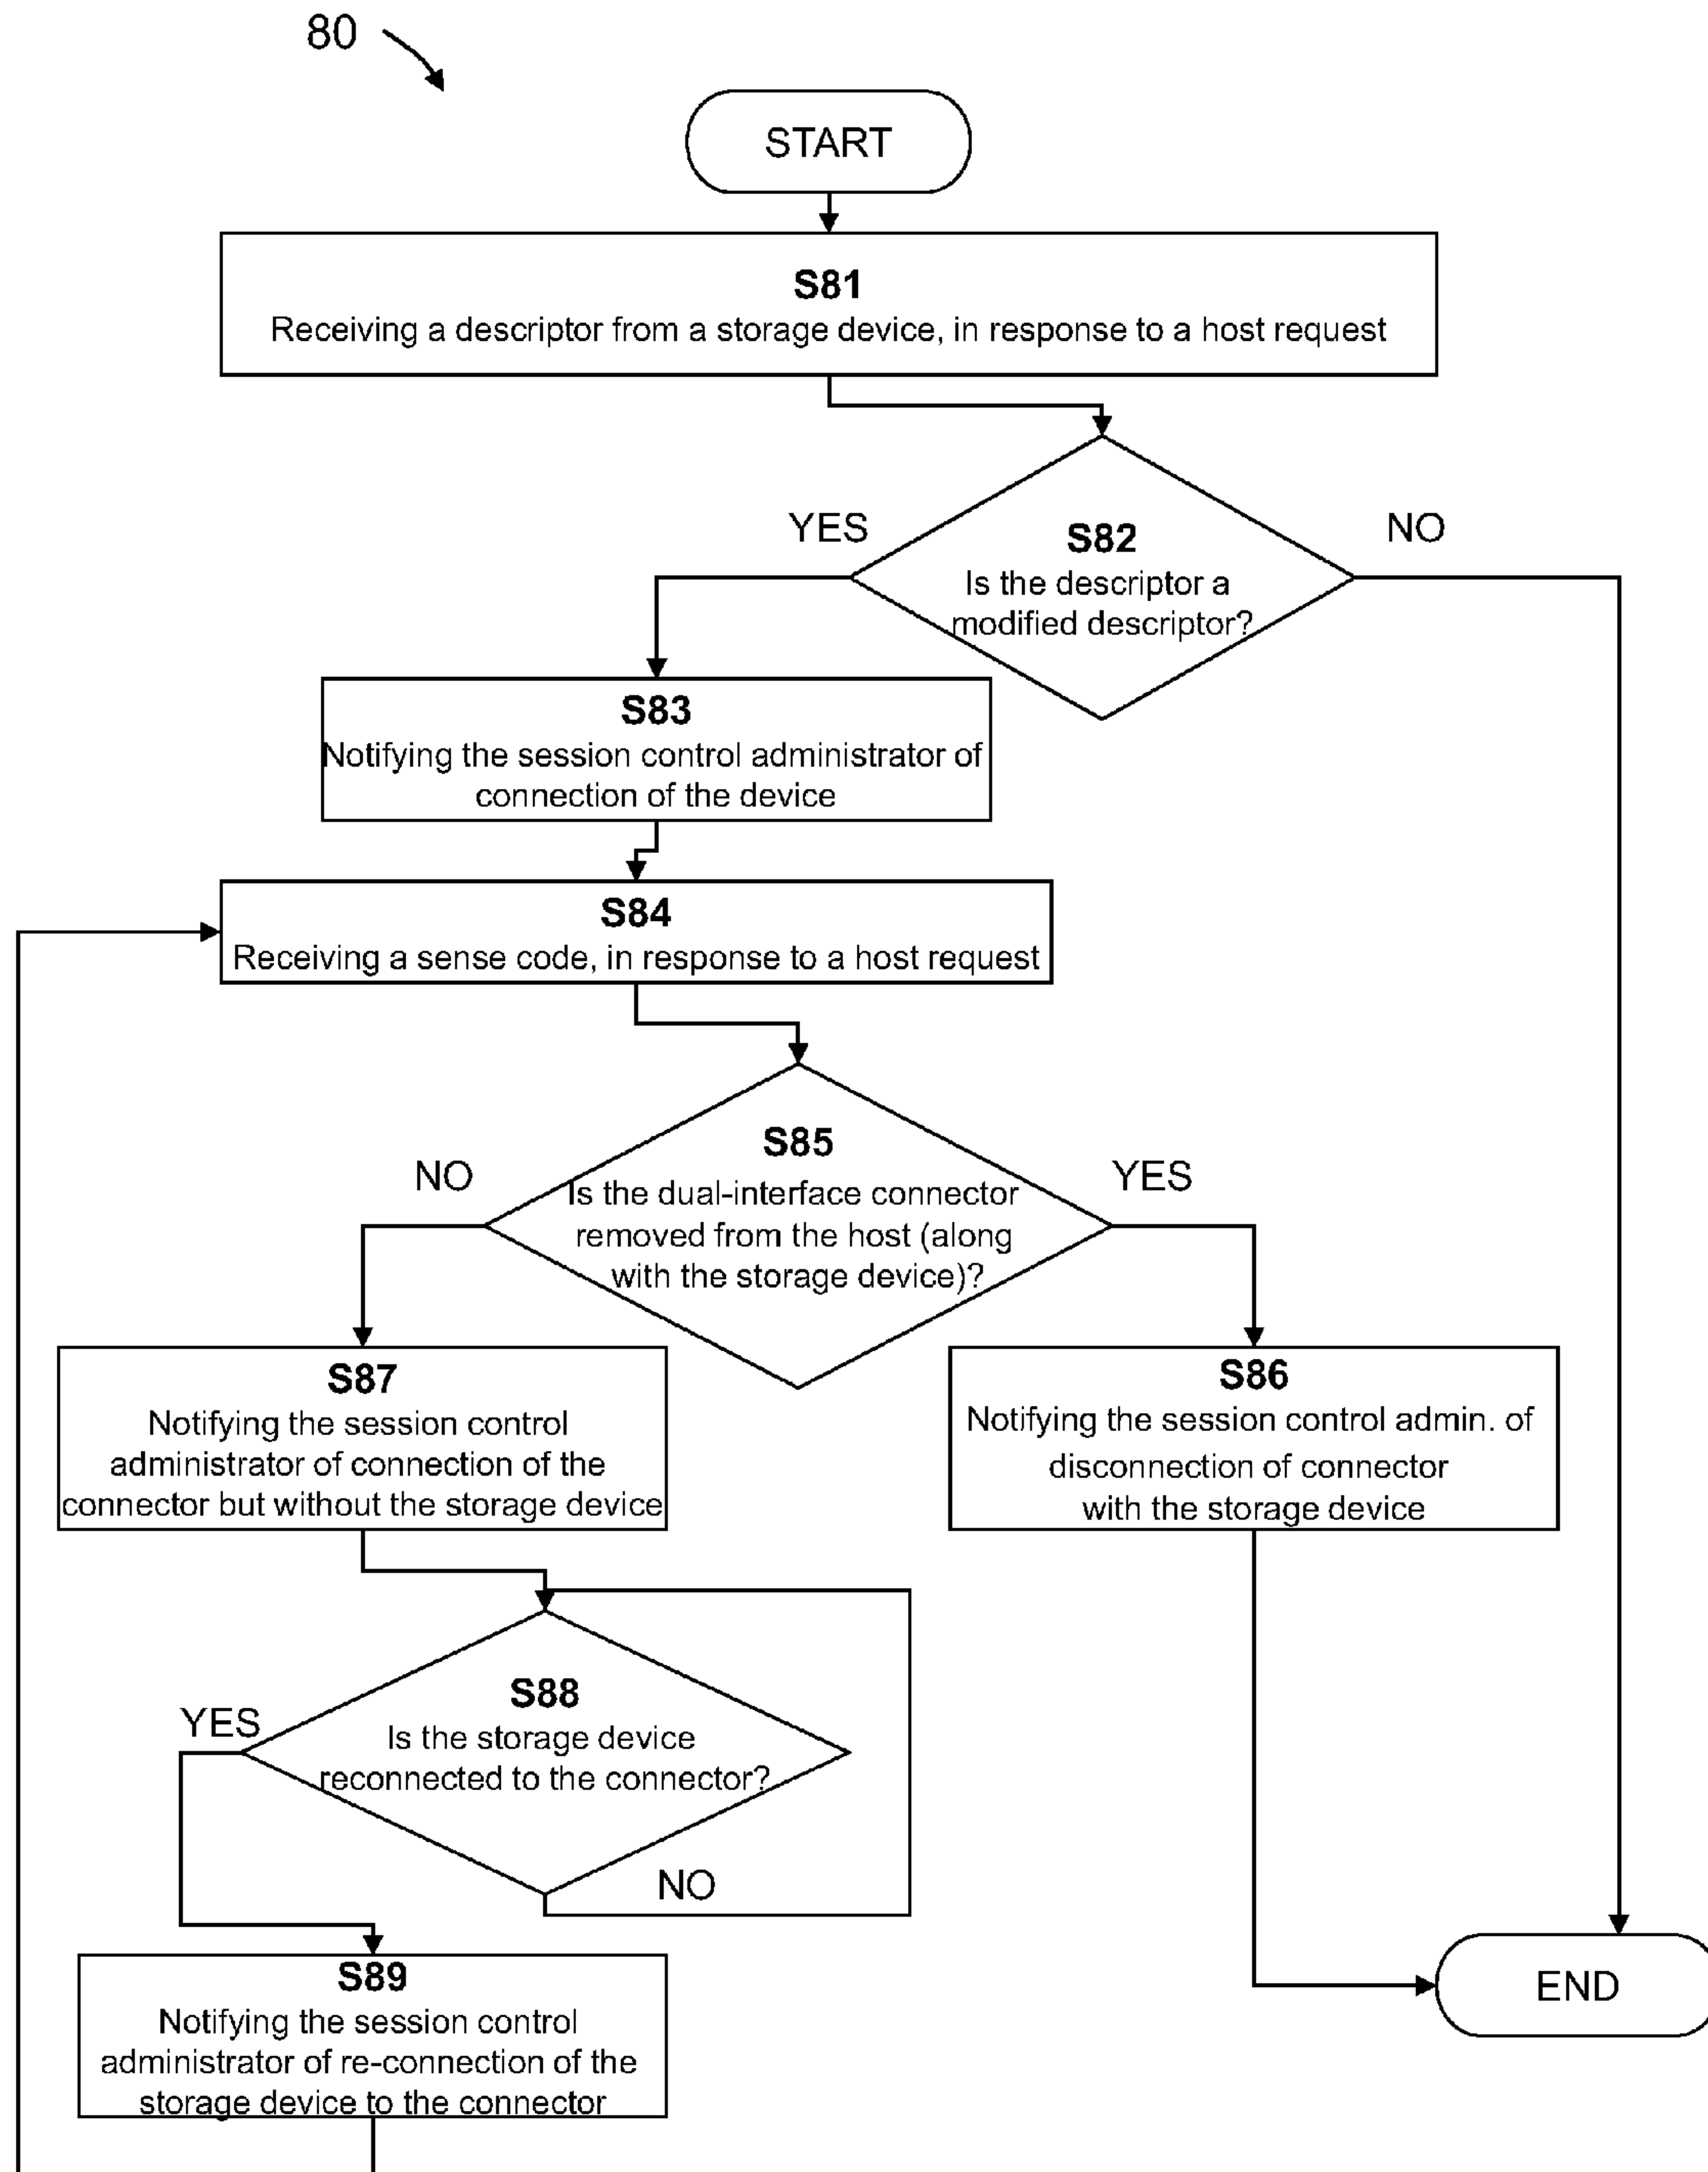 80
START
S81
Receiving a descriptor from a storage device, in response to a host request
YES
NO
S82
Is the descriptor a
modified descriptor?
S83
Notifying the session control administrator of
connection of the device
S84
Receiving a sense code, in response to a host request
S85
NO
YES
Is the dual-interface connector
removed from the host (along
with the storage device)?
S87
Notifying the session control
administrator of connection of the
connector but without the storage device
S86
Notifying the session control admin. of
disconnection of connector
with the storage device
S88
YES
Is the storage device
reconnected to the connector?
NO
S89
Notifying the session control
administrator of re-connection of the
storage device to the connector
END